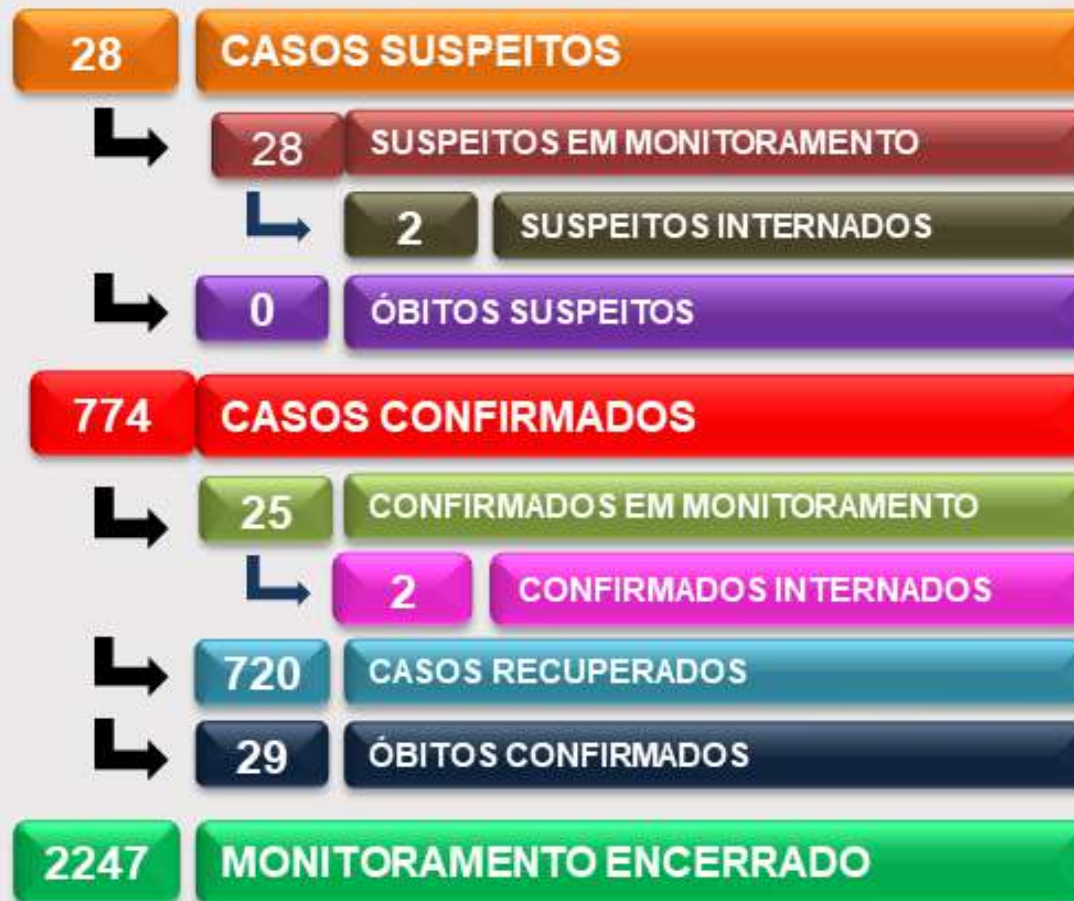 28 CASOS SUSPEITOS
28 SUSPEITOS EM MONITORAMENTO
2 SUSPEITOS INTERNADOS
0 ÓBITOS SUSPEITOS
774 CASOS CONFIRMADOS
25 CONFIRMADOS EM MONITORAMENTO
2 CONFIRMADOS INTERNADOS
720 CASOS RECUPERADOS
29 ÓBITOS CONFIRMADOS
2247 MONITORAMENTO ENCERRADO